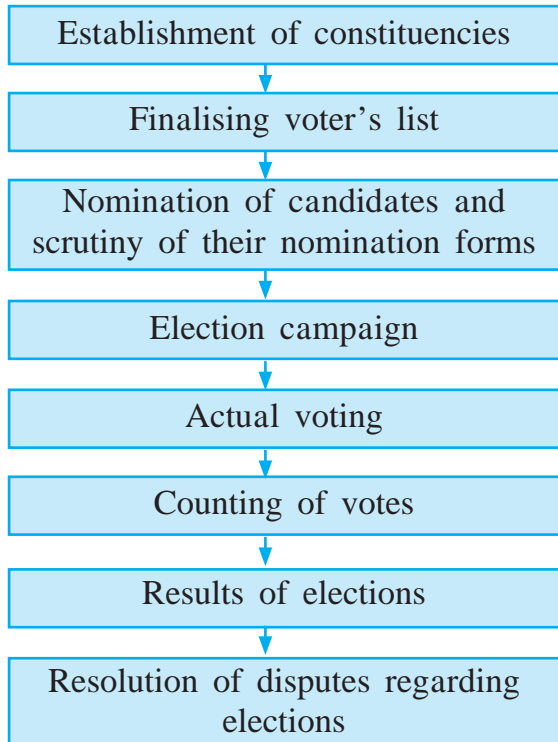 Establishment of constituencies
Finalising voter's list
Nomination of candidates and
scrutiny of their nomination forms
Election campaign
Actual voting
Counting of votes
Results of elections
Resolution of disputes regarding
elections